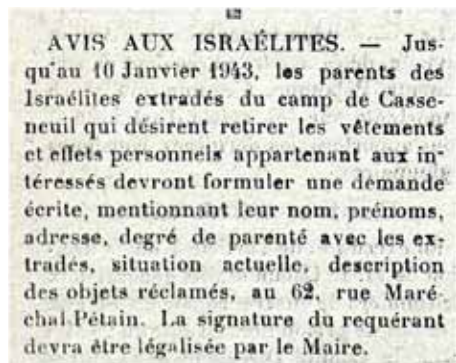 AVIS AUX ISRAÉLITES. — Jus-
qu'au 10 Janvier 1943, les parents des
Israélites extradés du camp de Casse-
neuil qui désirent retirer les vêtements
et effets personnels appartenant aux in-
téressés devront formuler une demande
écrite, mentionnant leur nom, prénoms,
adresse, degré de parenté avec les ex-
tradés, situation actuelle, description
des objets réclamés, au 62, rue Maré-
chal-Pétain. La signature du requérant
devra être légalisée par le Maire.